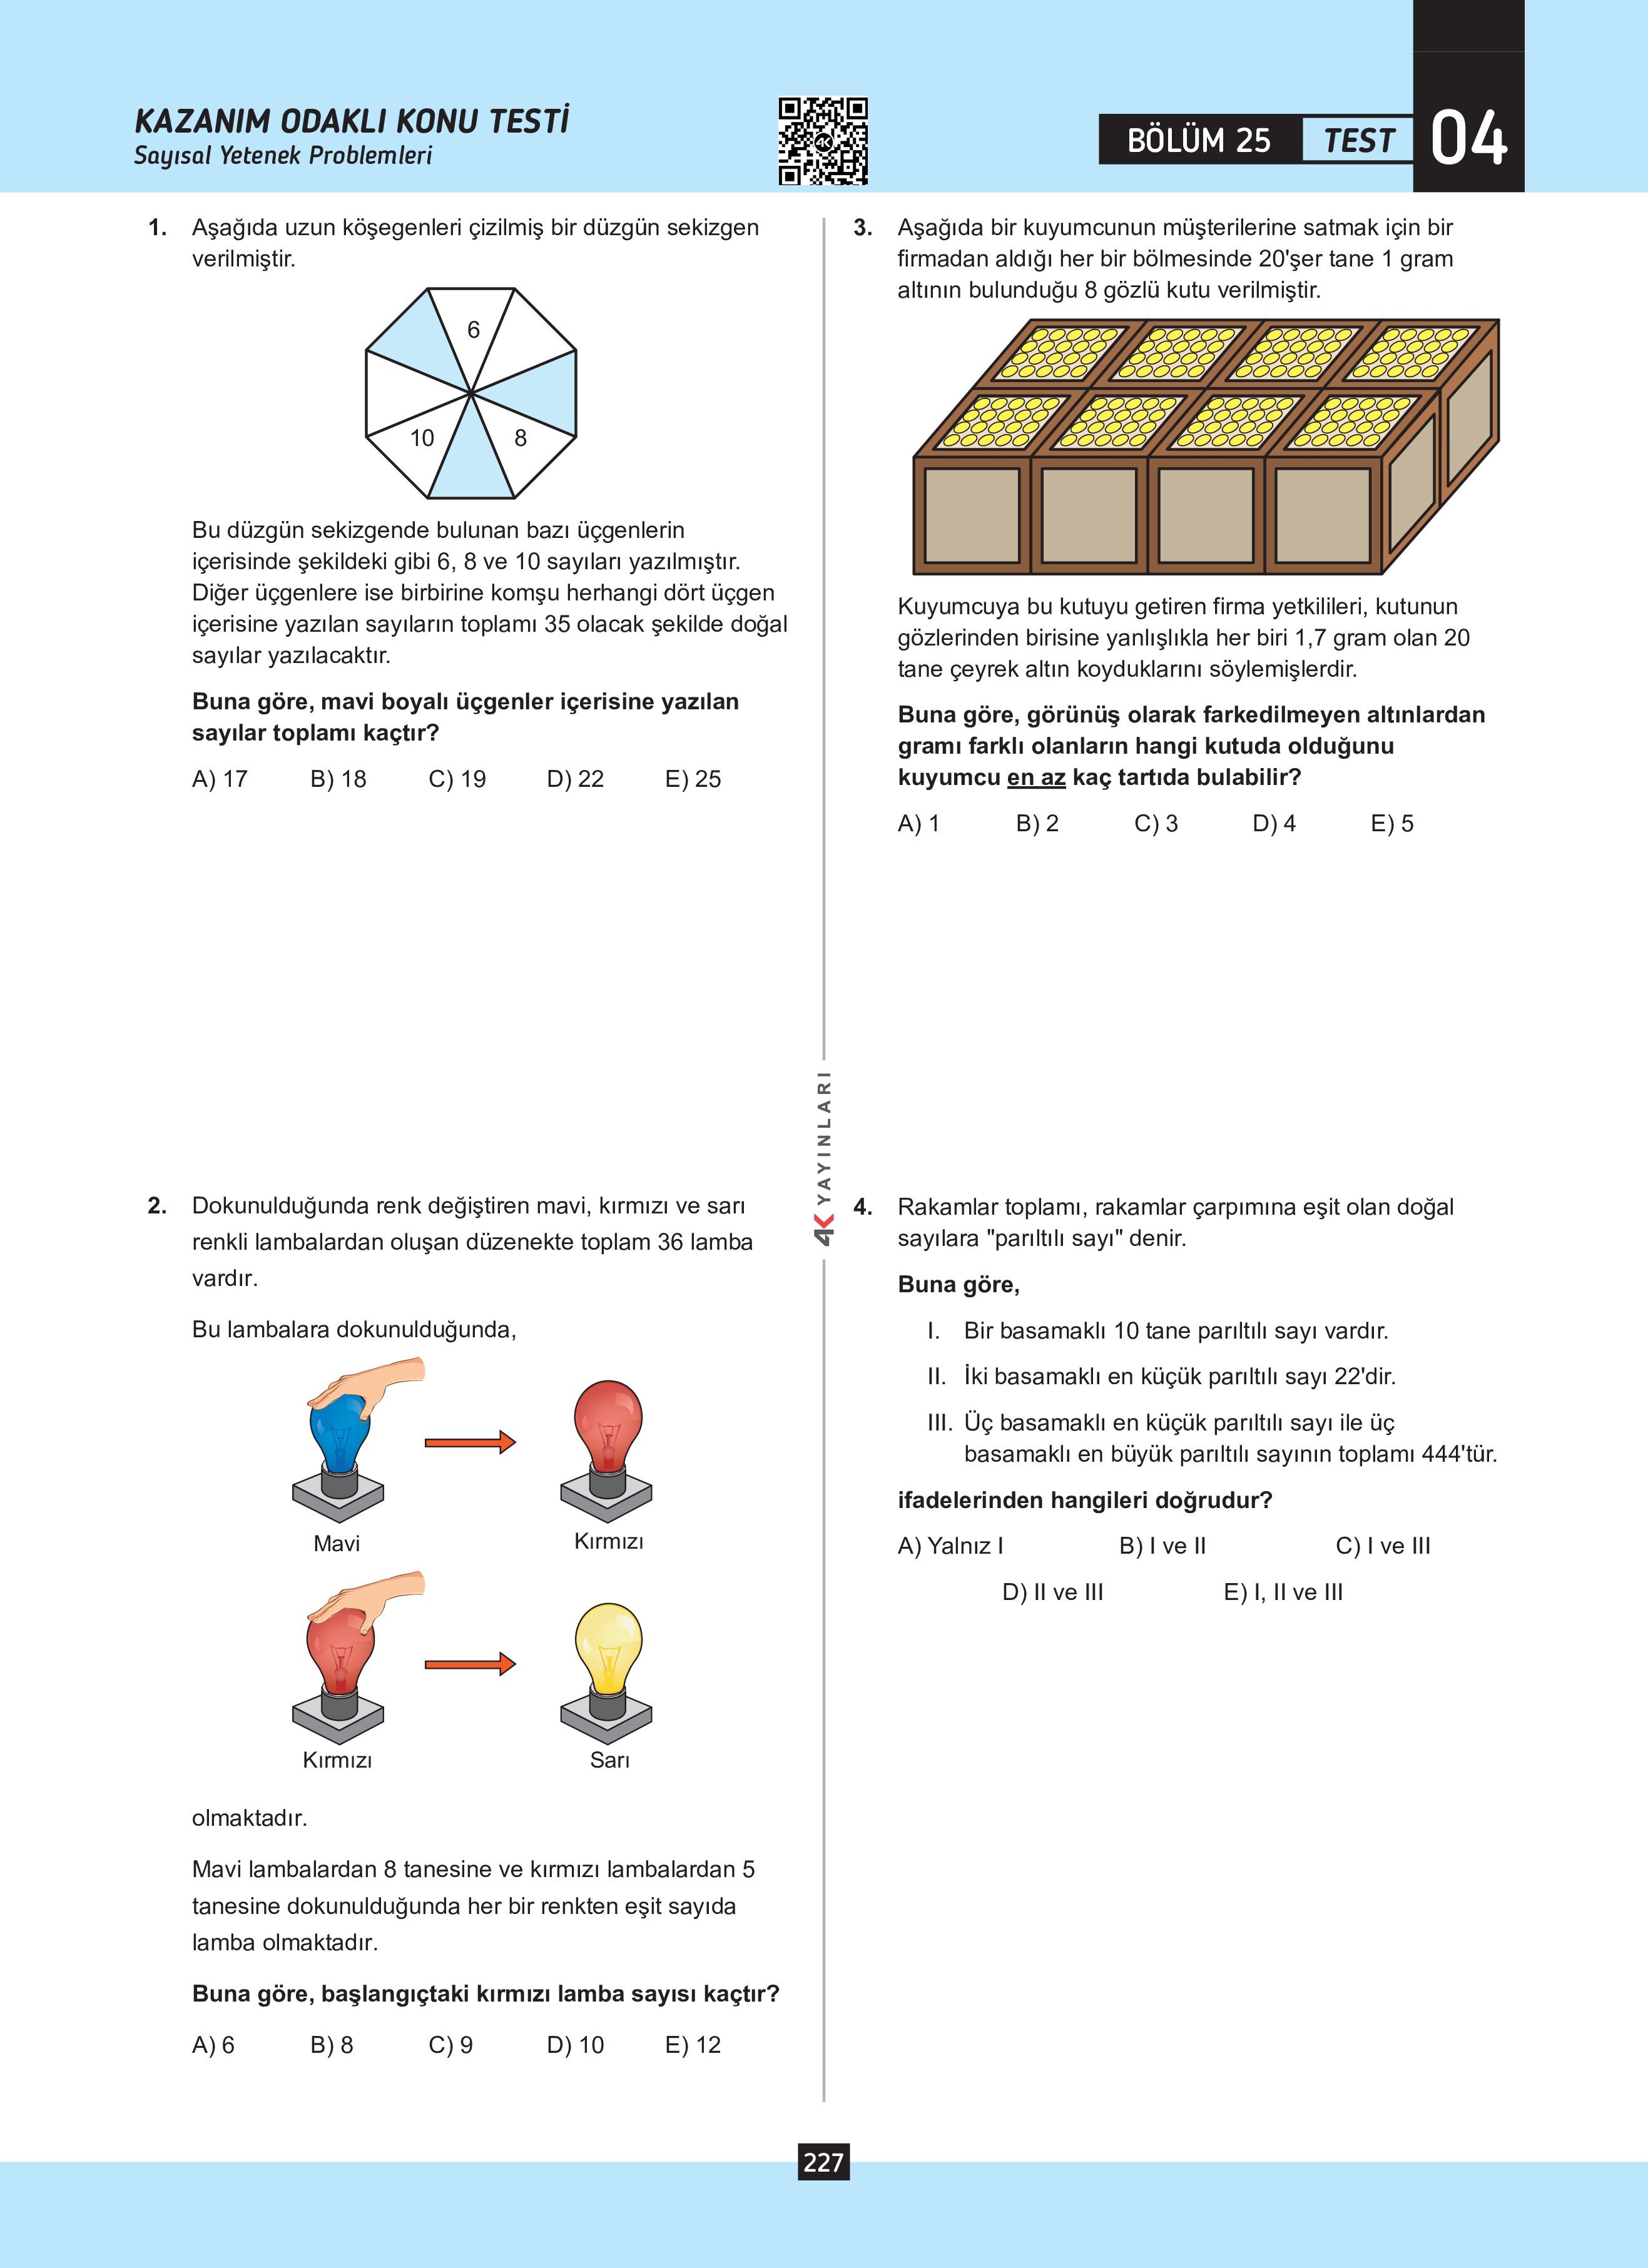 KAZANIM ODAKLI KONU TESTİ
Sayısal Yetenek Problemleri
4K
BÖLÜM 25
TEST
04
1. Aşağıda uzun köşegenleri çizilmiş bir düzgün sekizgen
verilmiştir.
6
10
8
Bu düzgün sekizgende bulunan bazı üçgenlerin
içerisinde şekildeki gibi 6, 8 ve 10 sayıları yazılmıştır.
Diğer üçgenlere ise birbirine komşu herhangi dört üçgen
içerisine yazılan sayıların toplamı 35 olacak şekilde doğal
sayılar yazılacaktır.
Buna göre, mavi boyalı üçgenler içerisine yazılan
sayılar toplamı kaçtır?
A) 17 B) 18 C) 19 D) 22 E) 25
2. Dokunulduğunda renk değiştiren mavi, kırmızı ve sarı
renkli lambalardan oluşan düzenekte toplam 36 lamba
vardır.
Bu lambalara dokunulduğunda,
Mavi
Kırmızı
Kırmızı
Sarı
olmaktadır.
Mavi lambalardan 8 tanesine ve kırmızı lambalardan 5
tanesine dokunulduğunda her bir renkten eşit sayıda
lamba olmaktadır.
Buna göre, başlangıçtaki kırmızı lamba sayısı kaçtır?
A) 6 B) 8 C) 9 D) 10 E) 12
4K YAYINLARI
3. Aşağıda bir kuyumcunun müşterilerine satmak için bir
firmadan aldığı her bir bölmesinde 20'şer tane 1 gram
altının bulunduğu 8 gözlü kutu verilmiştir.
Kuyumcuya bu kutuyu getiren firma yetkilileri, kutunun
gözlerinden birisine yanlışlıkla her biri 1,7 gram olan 20
tane çeyrek altın koyduklarını söylemişlerdir.
Buna göre, görünüş olarak farkedilmeyen altınlardan
gramı farklı olanların hangi kutuda olduğunu
kuyumcu en az kaç tartıda bulabilir?
A) 1 B) 2 C) 3 D) 4 E) 5
4. Rakamlar toplamı, rakamlar çarpımına eşit olan doğal
sayılara "parıltılı sayı" denir.
Buna göre,
I. Bir basamaklı 10 tane parıltılı sayı vardır.
II. İki basamaklı en küçük parıltılı sayı 22'dir.
III. Üç basamaklı en küçük parıltılı sayı ile üç
basamaklı en büyük parıltılı sayının toplamı 444'tür.
ifadelerinden hangileri doğrudur?
A) Yalnız I B) I ve II C) I ve III
D) II ve III E) I, II ve III
227